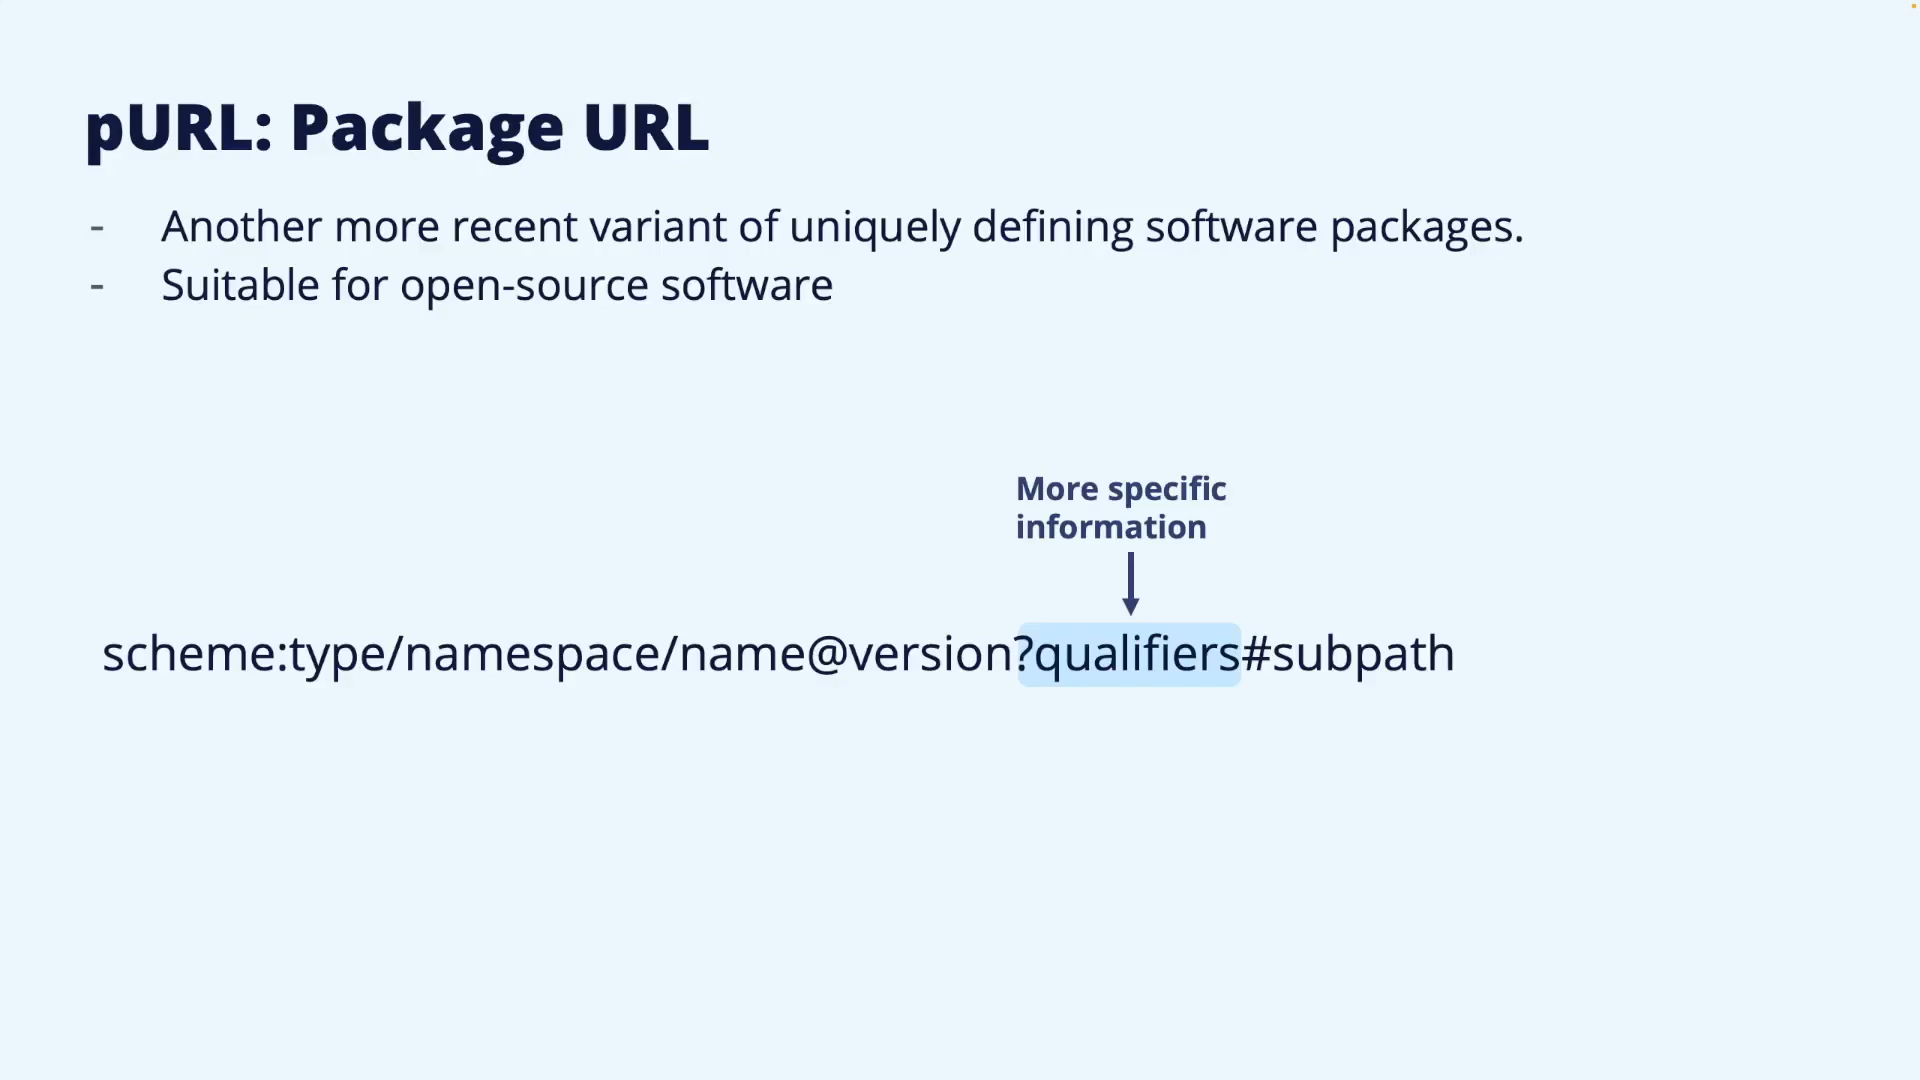 pURL: Package URL
- Another more recent variant of uniquely defining software packages.
- Suitable for open-source software
More specific
information
scheme:type/namespace/name@version?qualifiers#subpath